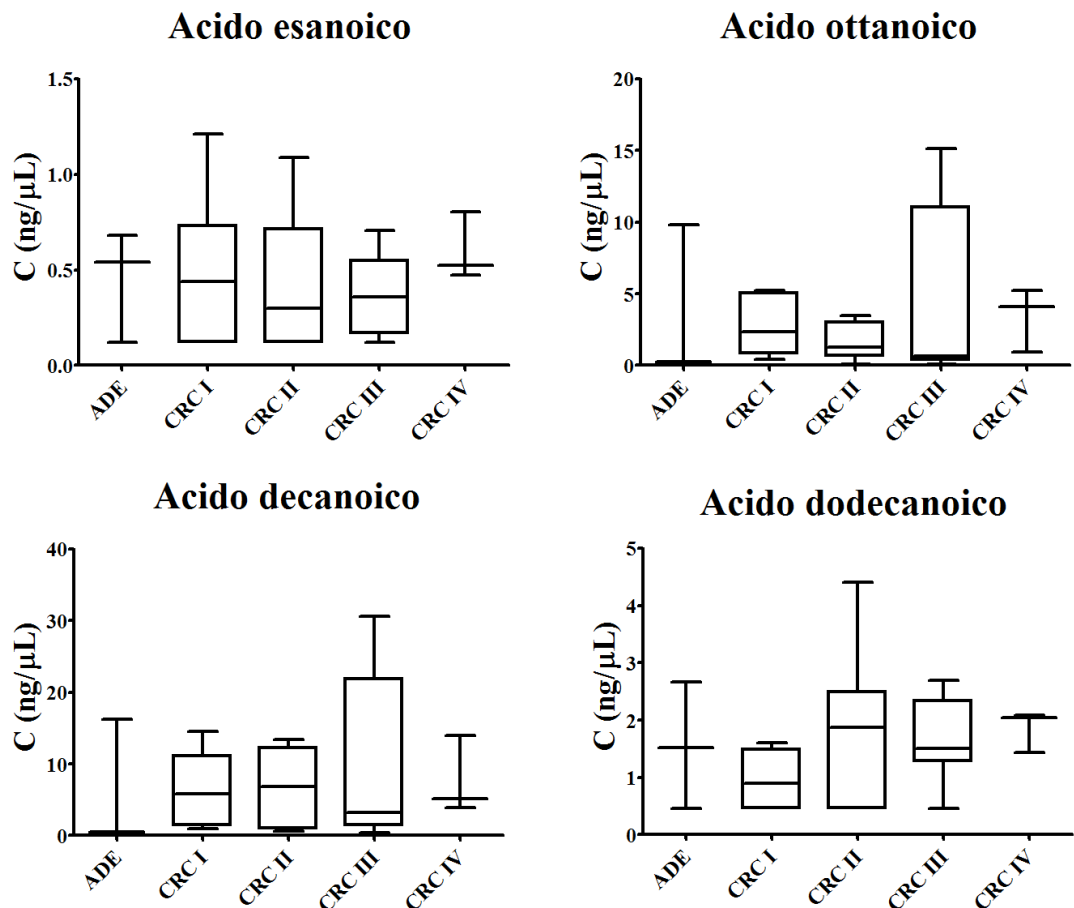 Acido esanoico
C (ng/µL)
1.5
1.0
0.5
0.0
ADE
CRC I
CRC II
CRC III
CRC IV
Acido ottanoico
C (ng/µL)
20
15
10
5
0
ADE
CRC I
CRC II
CRC III
CRC IV
Acido decanoico
C (ng/µL)
40
30
20
10
0
ADE
CRC I
CRC II
CRC III
CRC IV
Acido dodecanoico
C (ng/µL)
5
4
3
2
1
0
ADE
CRC I
CRC II
CRC III
CRC IV